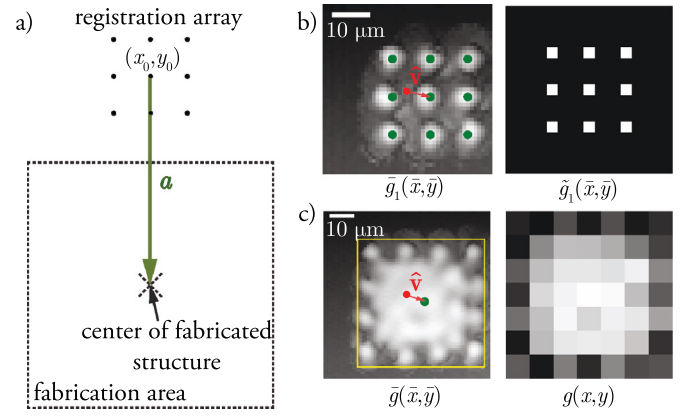 a)
registration array
(x₀,y₀)
a
center of fabricated
structure
fabrication area
b)
10 μm
v̂
ḡ₁(x̄,ȳ)
g̃₁(x̄,ȳ)
c)
10 μm
v̂
ḡ(x̄,ȳ)
g(x,y)